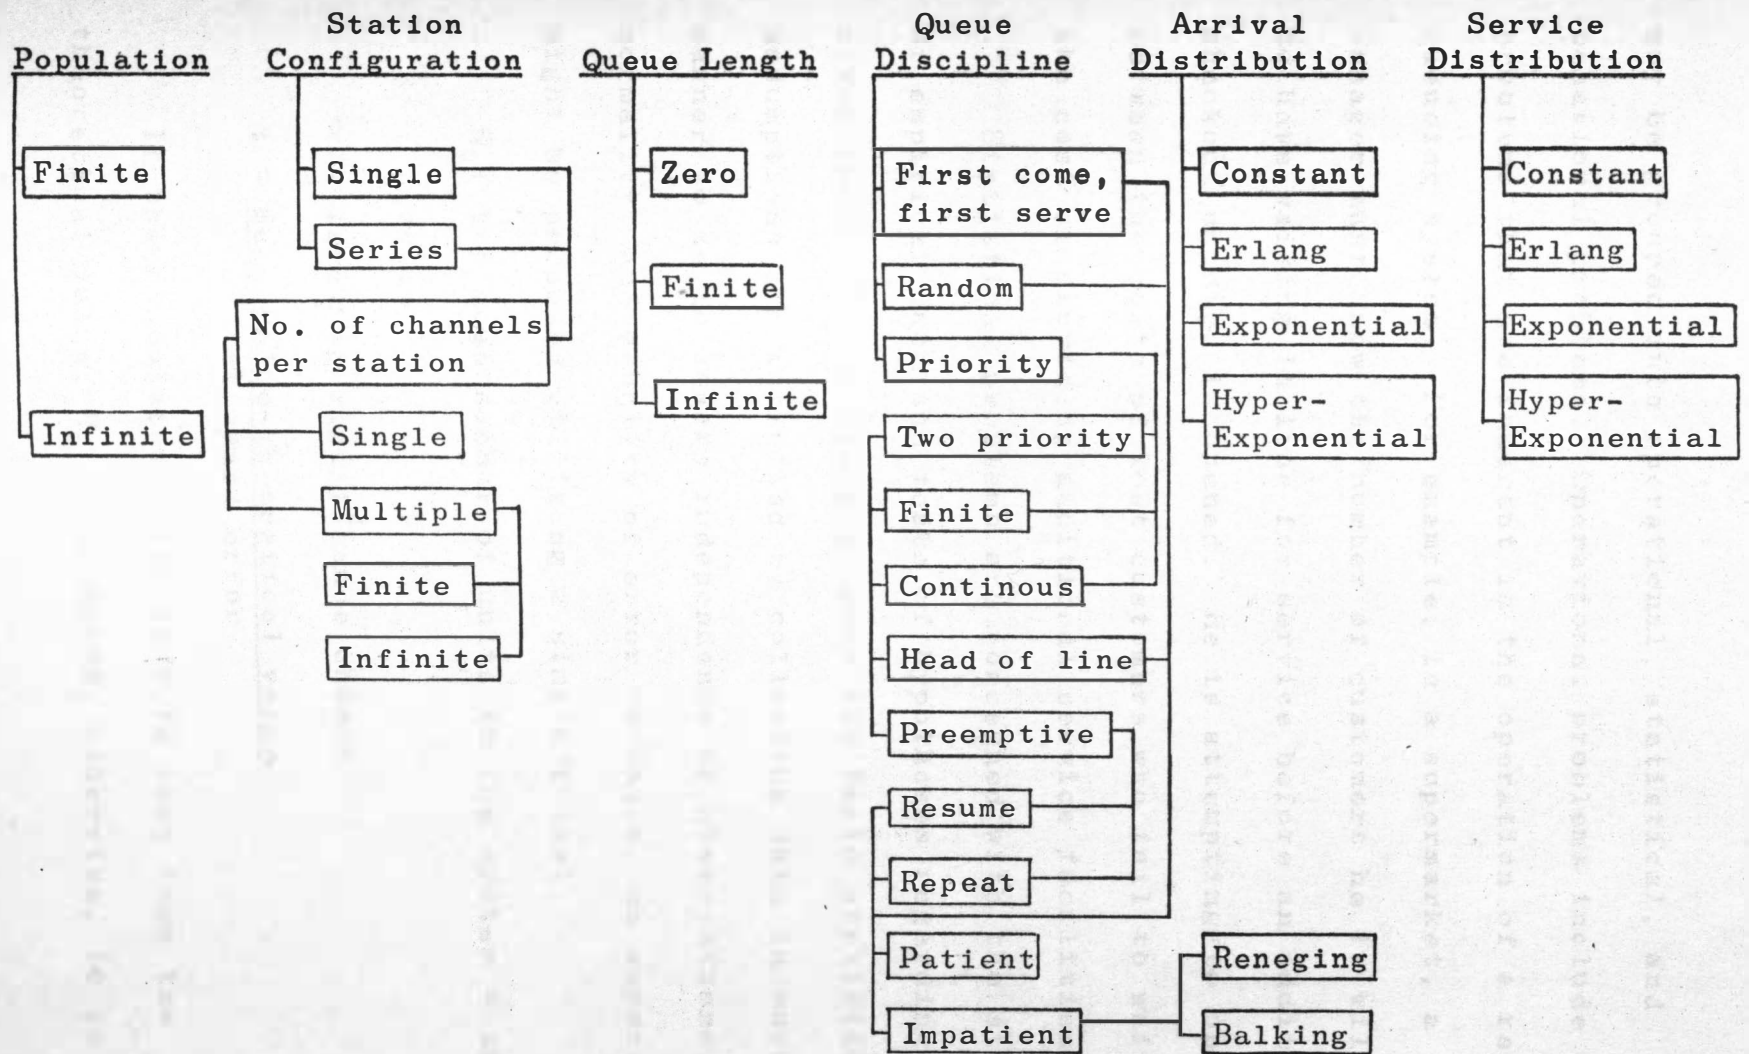 Population
Station
Configuration
Queue Length
Queue
Discipline
Arrival
Distribution
Service
Distribution
Finite
Infinite
Single
Series
No. of channels
per station
Single
Multiple
Finite
Infinite
Zero
Finite
Infinite
First come,
first serve
Random
Priority
Two priority
Finite
Continous
Head of line
Preemptive
Resume
Repeat
Patient
Impatient
Reneging
Balking
Constant
Erlang
Exponential
Hyper-
Exponential
Constant
Erlang
Exponential
Hyper-
Exponential